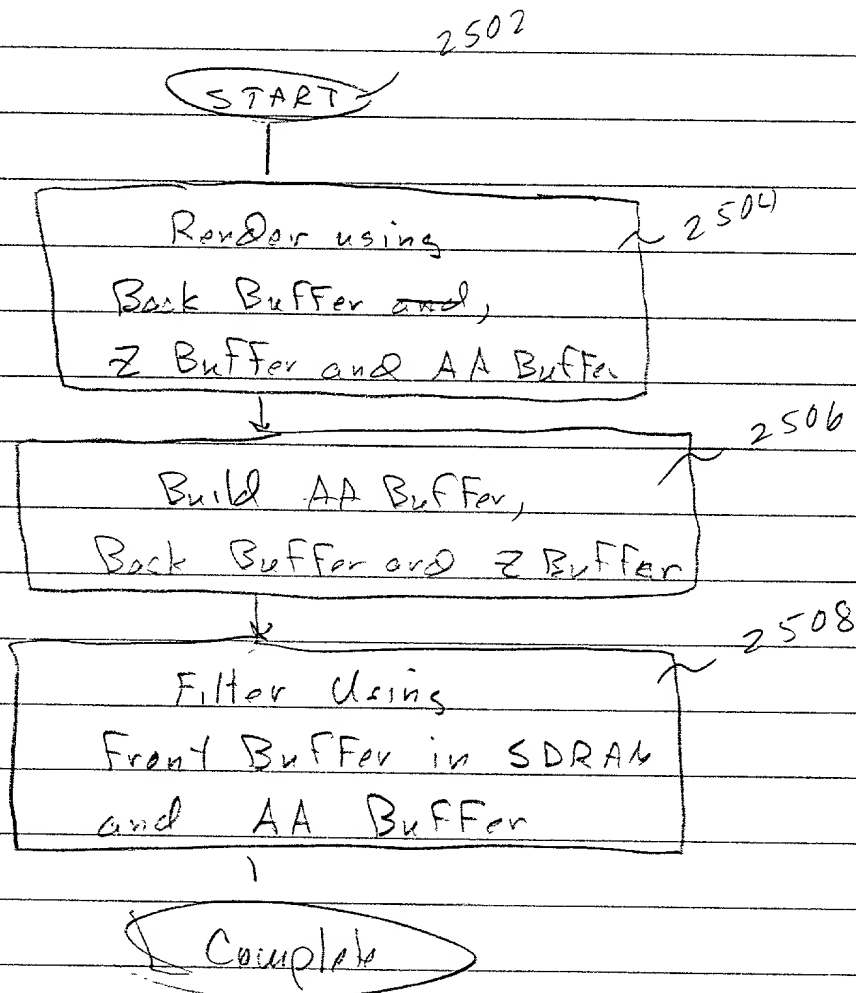 2502
START
Render using
2504
Back Buffer and,
Z Buffer and AA Buffer
2506
Build AA Buffer,
Back Buffer and Z Buffer
2508
Filter Using
Front Buffer in SDRAM
and AA Buffer
Complete